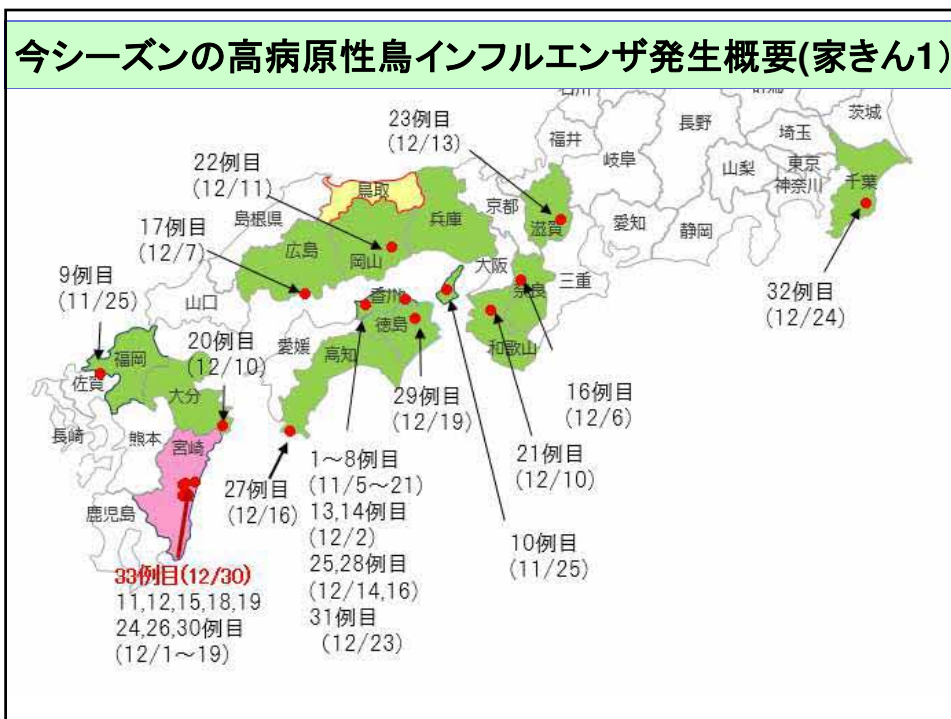 今シーズンの高病原性鳥インフルエンザ発生概要(家きん1)
石川
茨城
23例目
(12/13)
福井
長野
埼玉
22例目
(12/11)
岐阜
山梨
東京
神奈川
千葉
鳥取
島根県
兵庫
京都
滋賀
愛知
静岡
17例目
(12/7)
広島
岡山
大阪
奈良
三重
9例目
(11/25)
山口
香川
徳島
32例目
(12/24)
福岡
20例目
(12/10)
愛媛
高知
和歌山
佐賀
大分
29例目
(12/19)
16例目
(12/6)
長崎
熊本
宮崎
21例目
(12/10)
27例目
(12/16)
1～8例目
(11/5～21)
13,14例目
(12/2)
25,28例目
(12/14,16)
31例目
(12/23)
10例目
(11/25)
鹿児島
33例目(12/30)
11,12,15,18,19
24,26,30例目
(12/1～19)